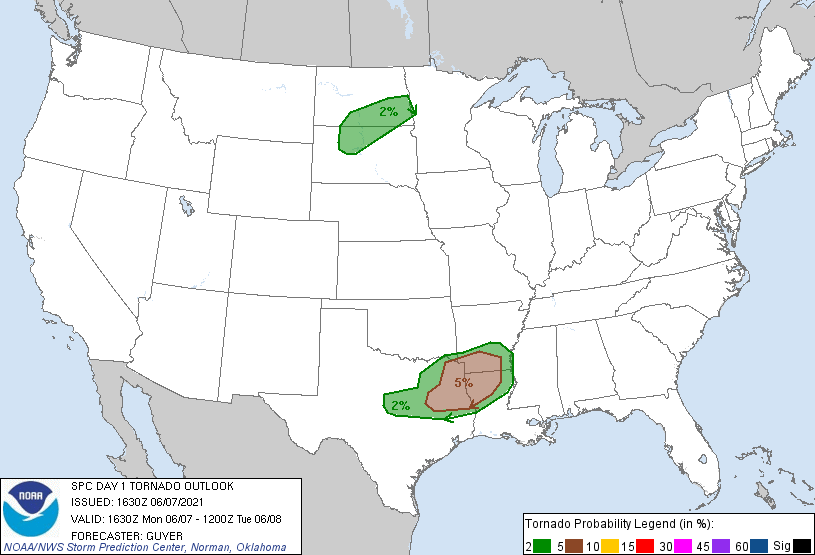 2%
5%
2%
NOAA
SPC DAY 1 TORNADO OUTLOOK
ISSUED: 1630Z 06/07/2021
VALID: 1630Z Mon 06/07 - 1200Z Tue 06/08
FORECASTER: GUYER
NOAA/NWS Storm Prediction Center, Norman, Oklahoma
Tornado Probability Legend (in %):
2 5 10 15 30 45 60 Sig